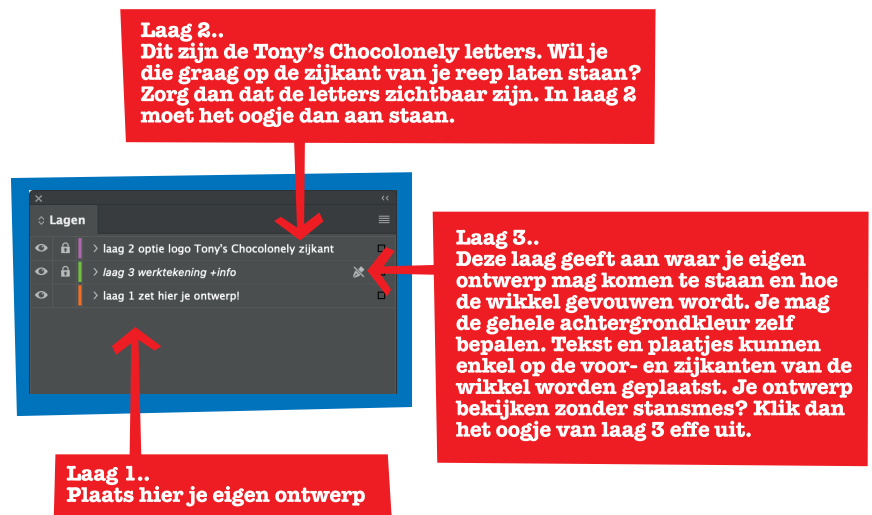 Laag 2..
Dit zijn de Tony's Chocolonely letters. Wil je
die graag op de zijkant van je reep laten staan?
Zorg dan dat de letters zichtbaar zijn. In laag 2
moet het oogje dan aan staan.
Lagen
laag 2 optie logo Tony's Chocolonely zijkant
laag 3 werktekening +info
laag 1 zet hier je ontwerp!
Laag 3..
Deze laag geeft aan waar je eigen
ontwerp mag komen te staan en hoe
de wikkel gevouwen wordt. Je mag
de gehele achtergrondkleur zelf
bepalen. Tekst en plaatjes kunnen
enkel op de voor- en zijkanten van de
wikkel worden geplaatst. Je ontwerp
bekijken zonder stansmes? Klik dan
het oogje van laag 3 effe uit.
Laag 1..
Plaats hier je eigen ontwerp